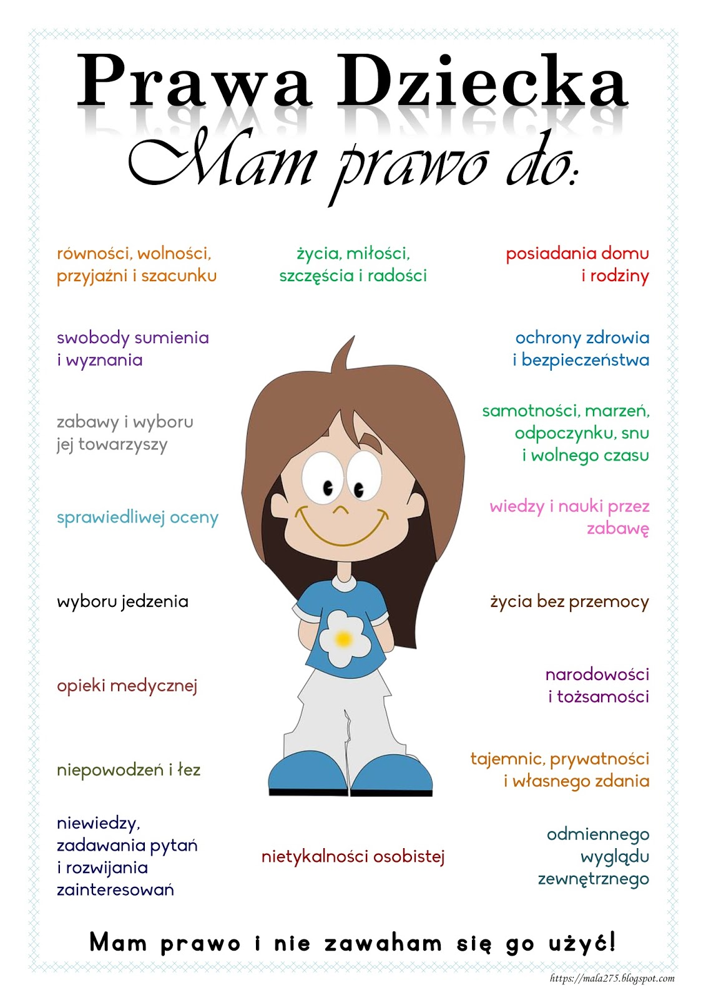 Prawa Dziecka
Mam prawo do:
równości, wolności,
przyjaźni i szacunku
życia, miłości,
szczęścia i radości
posiadania domu
i rodziny
swobody sumienia
i wyznania
ochrony zdrowia
i bezpieczeństwa
zabawy i wyboru
jej towarzyszy
samotności, marzeń,
odpoczynku, snu
i wolnego czasu
sprawiedliwej oceny
wiedzy i nauki przez
zabawę
wyboru jedzenia
życia bez przemocy
opieki medycznej
narodowości
i tożsamości
niepowodzeń i łez
tajemnic, prywatności
i własnego zdania
niewiedzy,
zadawania pytań
i rozwijania
zainteresowań
nietykalności osobistej
odmiennego
wyglądu
zewnętrznego
Mam prawo i nie zawaham się go użyć!
https://mala275.blogspot.com